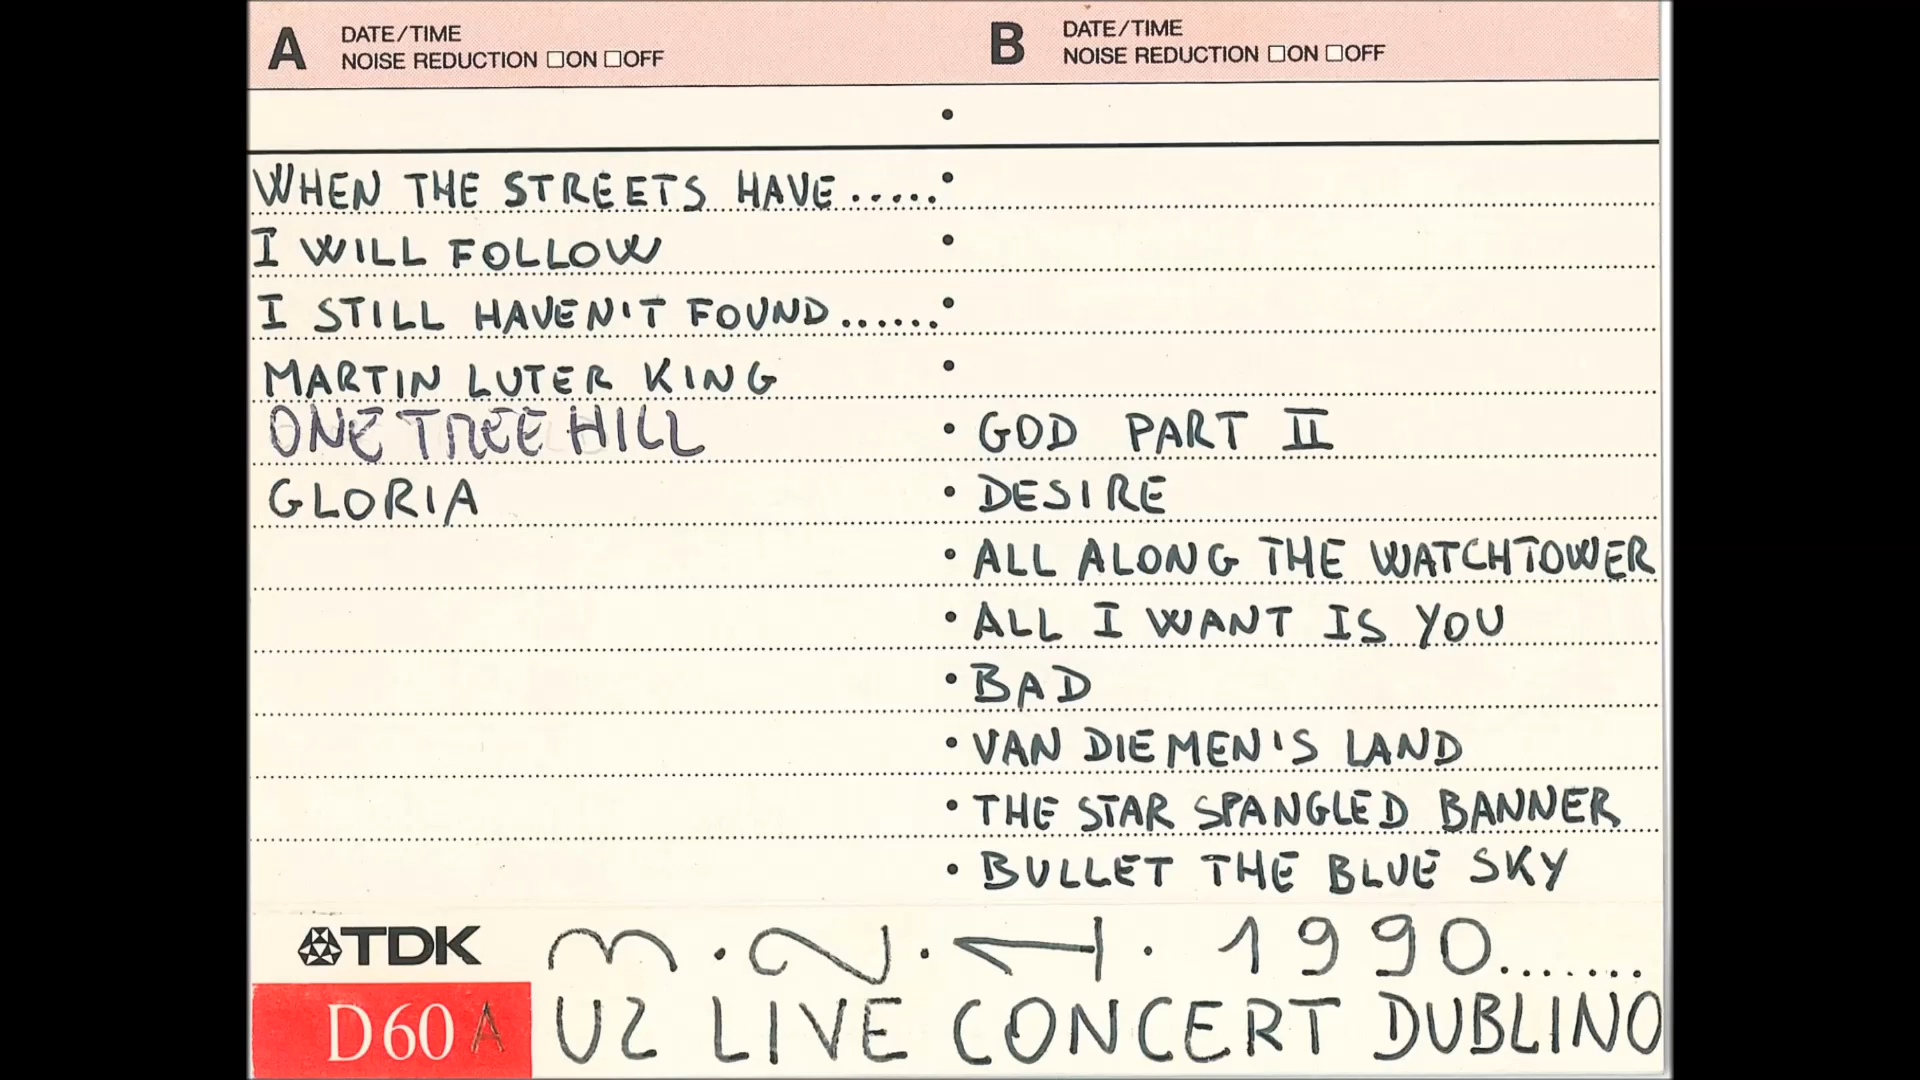 A DATE/TIME
NOISE REDUCTION □ON □OFF
B DATE/TIME
NOISE REDUCTION □ON □OFF
WHEN THE STREETS HAVE .....
I WILL FOLLOW
I STILL HAVEN'T FOUND ......
MARTIN LUTER KING
ONE TREE HILL
GLORIA
• GOD PART II
• DESIRE
• ALL ALONG THE WATCHTOWER
• ALL I WANT IS YOU
• BAD
• VAN DIEMEN'S LAND
• THE STAR SPANGLED BANNER
• BULLET THE BLUE SKY
TDK 3.2.1. 1990.......
D60 A U2 LIVE CONCERT DUBLINO